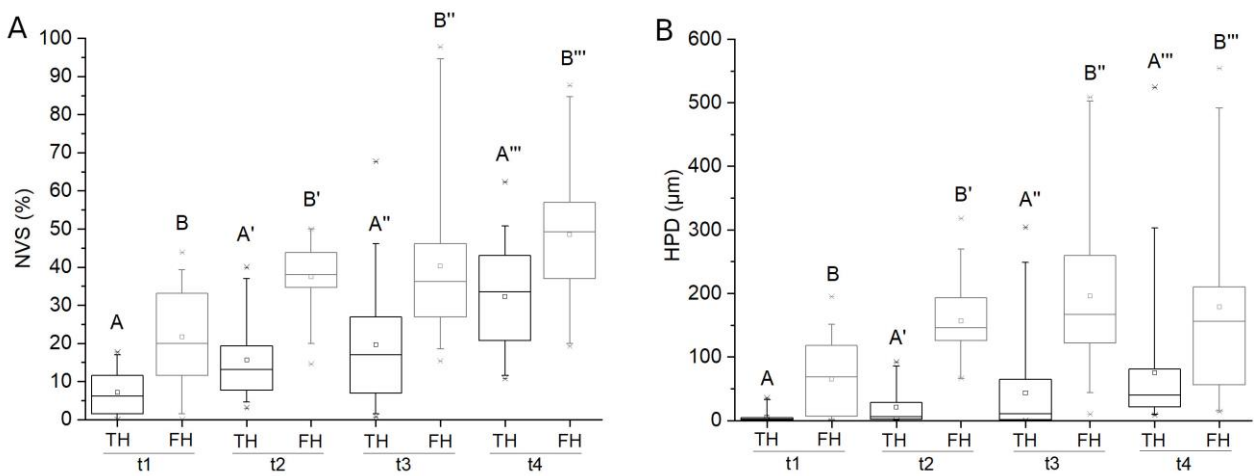 A
B
NVS (%)
100
90
80
70
60
50
40
30
20
10
0
A
B
A'
B'
A''
B''
A'''
B'''
TH FH TH FH TH FH TH FH
t1 t2 t3 t4
HPD (μm)
600
500
400
300
200
100
0
A
B
A'
B'
A''
B''
A'''
B'''
TH FH TH FH TH FH TH FH
t1 t2 t3 t4